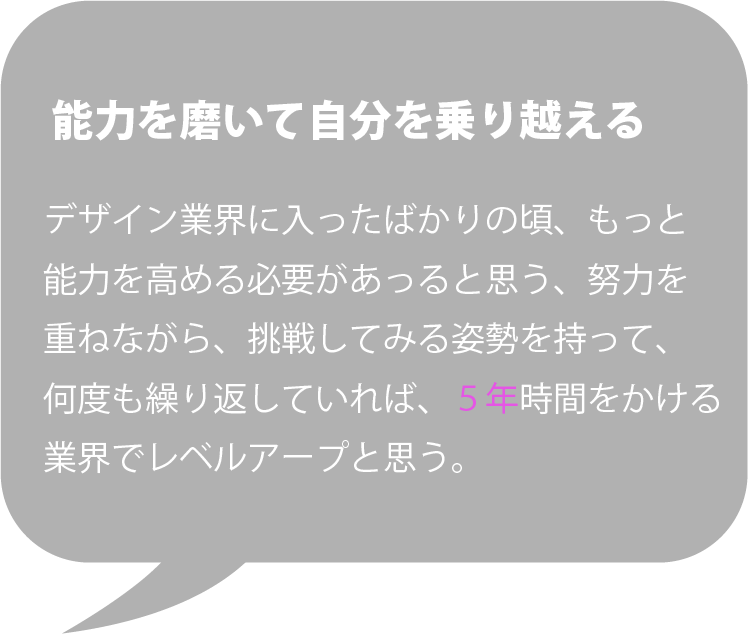 能力を磨いて自分を乗り越える
デザイン業界に入ったばかりの頃、もっと
能力を高める必要があっると思う、努力を
重ねながら、挑戦してみる姿勢を持って、
何度も繰り返していれば、５年時間をかける
業界でレベルアープと思う。